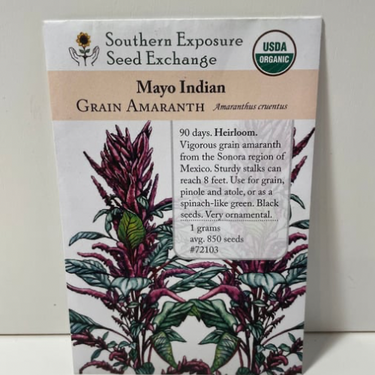 Southern Exposure
Seed Exchange
USDA
ORGANIC
Mayo Indian
GRAIN AMARANTH Amaranthus cruentus
90 days. Heirloom.
Vigorous grain amaranth
from the Sonora region of
Mexico. Sturdy stalks can
reach 8 feet. Use for grain,
pinole and atole, or as a
spinach-like green. Black
seeds. Very ornamental.
1 grams
avg. 850 seeds
#72103